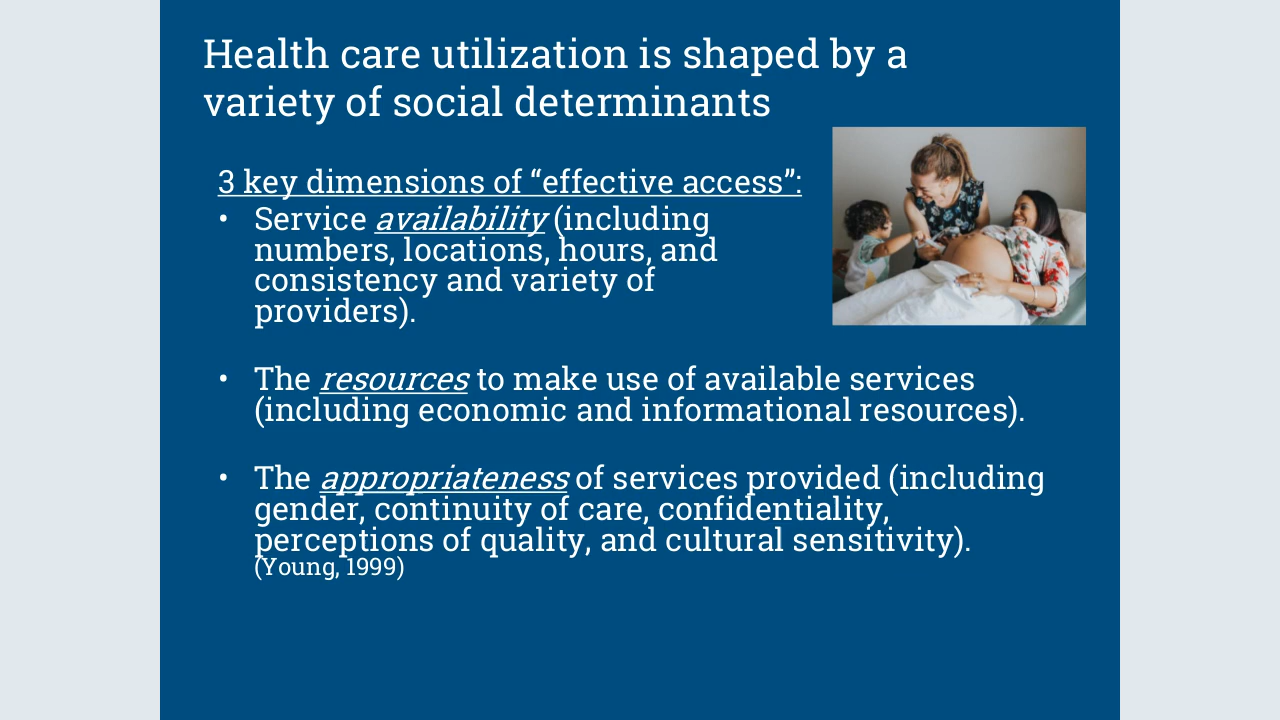 Health care utilization is shaped by a
variety of social determinants
3 key dimensions of “effective access”:
• Service availability (including
numbers, locations, hours, and
consistency and variety of
providers).
• The resources to make use of available services
(including economic and informational resources).
• The appropriateness of services provided (including
gender, continuity of care, confidentiality,
perceptions of quality, and cultural sensitivity).
(Young, 1999)